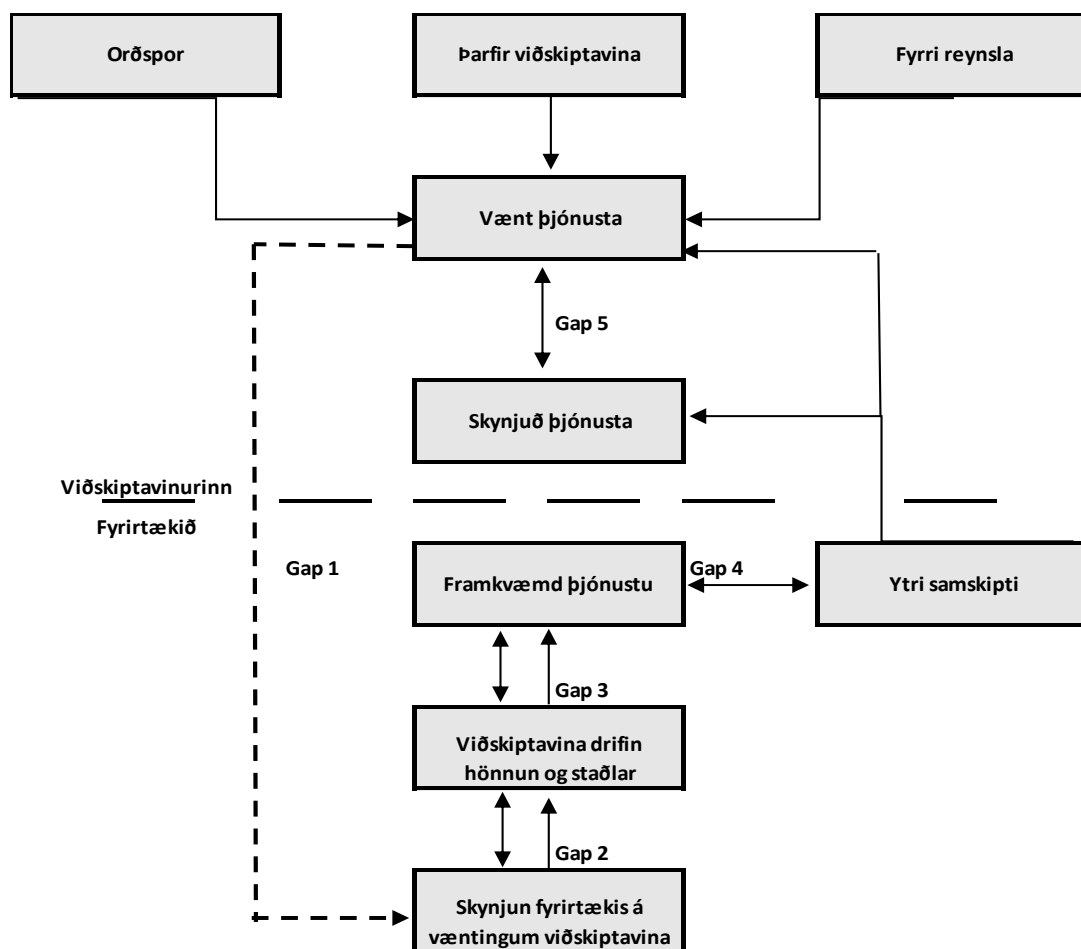 Orðspor
Þarfir viðskiptavina
Fyrri reynsla
Vænt þjónusta
Gap 5
Skynjuð þjónusta
Viðskiptavinurinn
Fyrirtækið
Gap 1
Framkvæmd þjónustu
Gap 4
Ytri samskipti
Gap 3
Viðskiptavina drifin
hönnun og staðlar
Gap 2
Skynjun fyrirtækis á
væntingum viðskiptavina